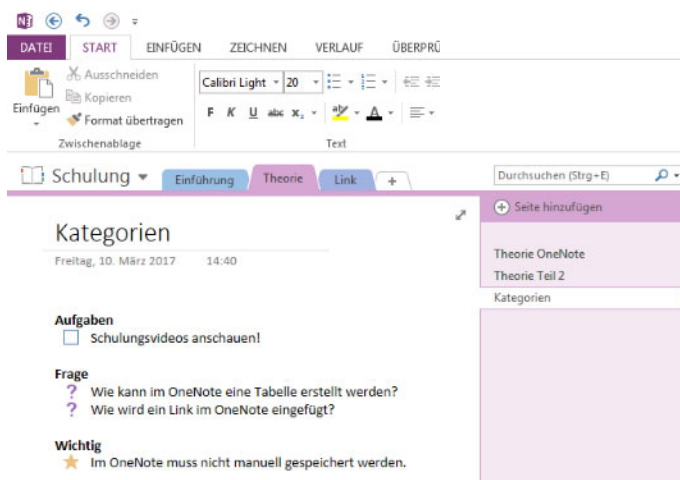 DATEI START EINFÜGEN ZEICHNEN VERLAUF ÜBERPRÜ
Einfügen
Ausschneiden
Kopieren
Format übertragen
Zwischenablage
Calibri Light 20
F K U abc x₂ ab A
Text
Schulung Einführung Theorie Link +
Durchsuchen (Strg+E)
Seite hinzufügen
Theorie OneNote
Theorie Teil 2
Kategorien
Kategorien
Freitag, 10. März 2017 14:40
Aufgaben
Schulungsvideos anschauen!
Frage
? Wie kann im OneNote eine Tabelle erstellt werden?
? Wie wird ein Link im OneNote eingefügt?
Wichtig
Im OneNote muss nicht manuell gespeichert werden.